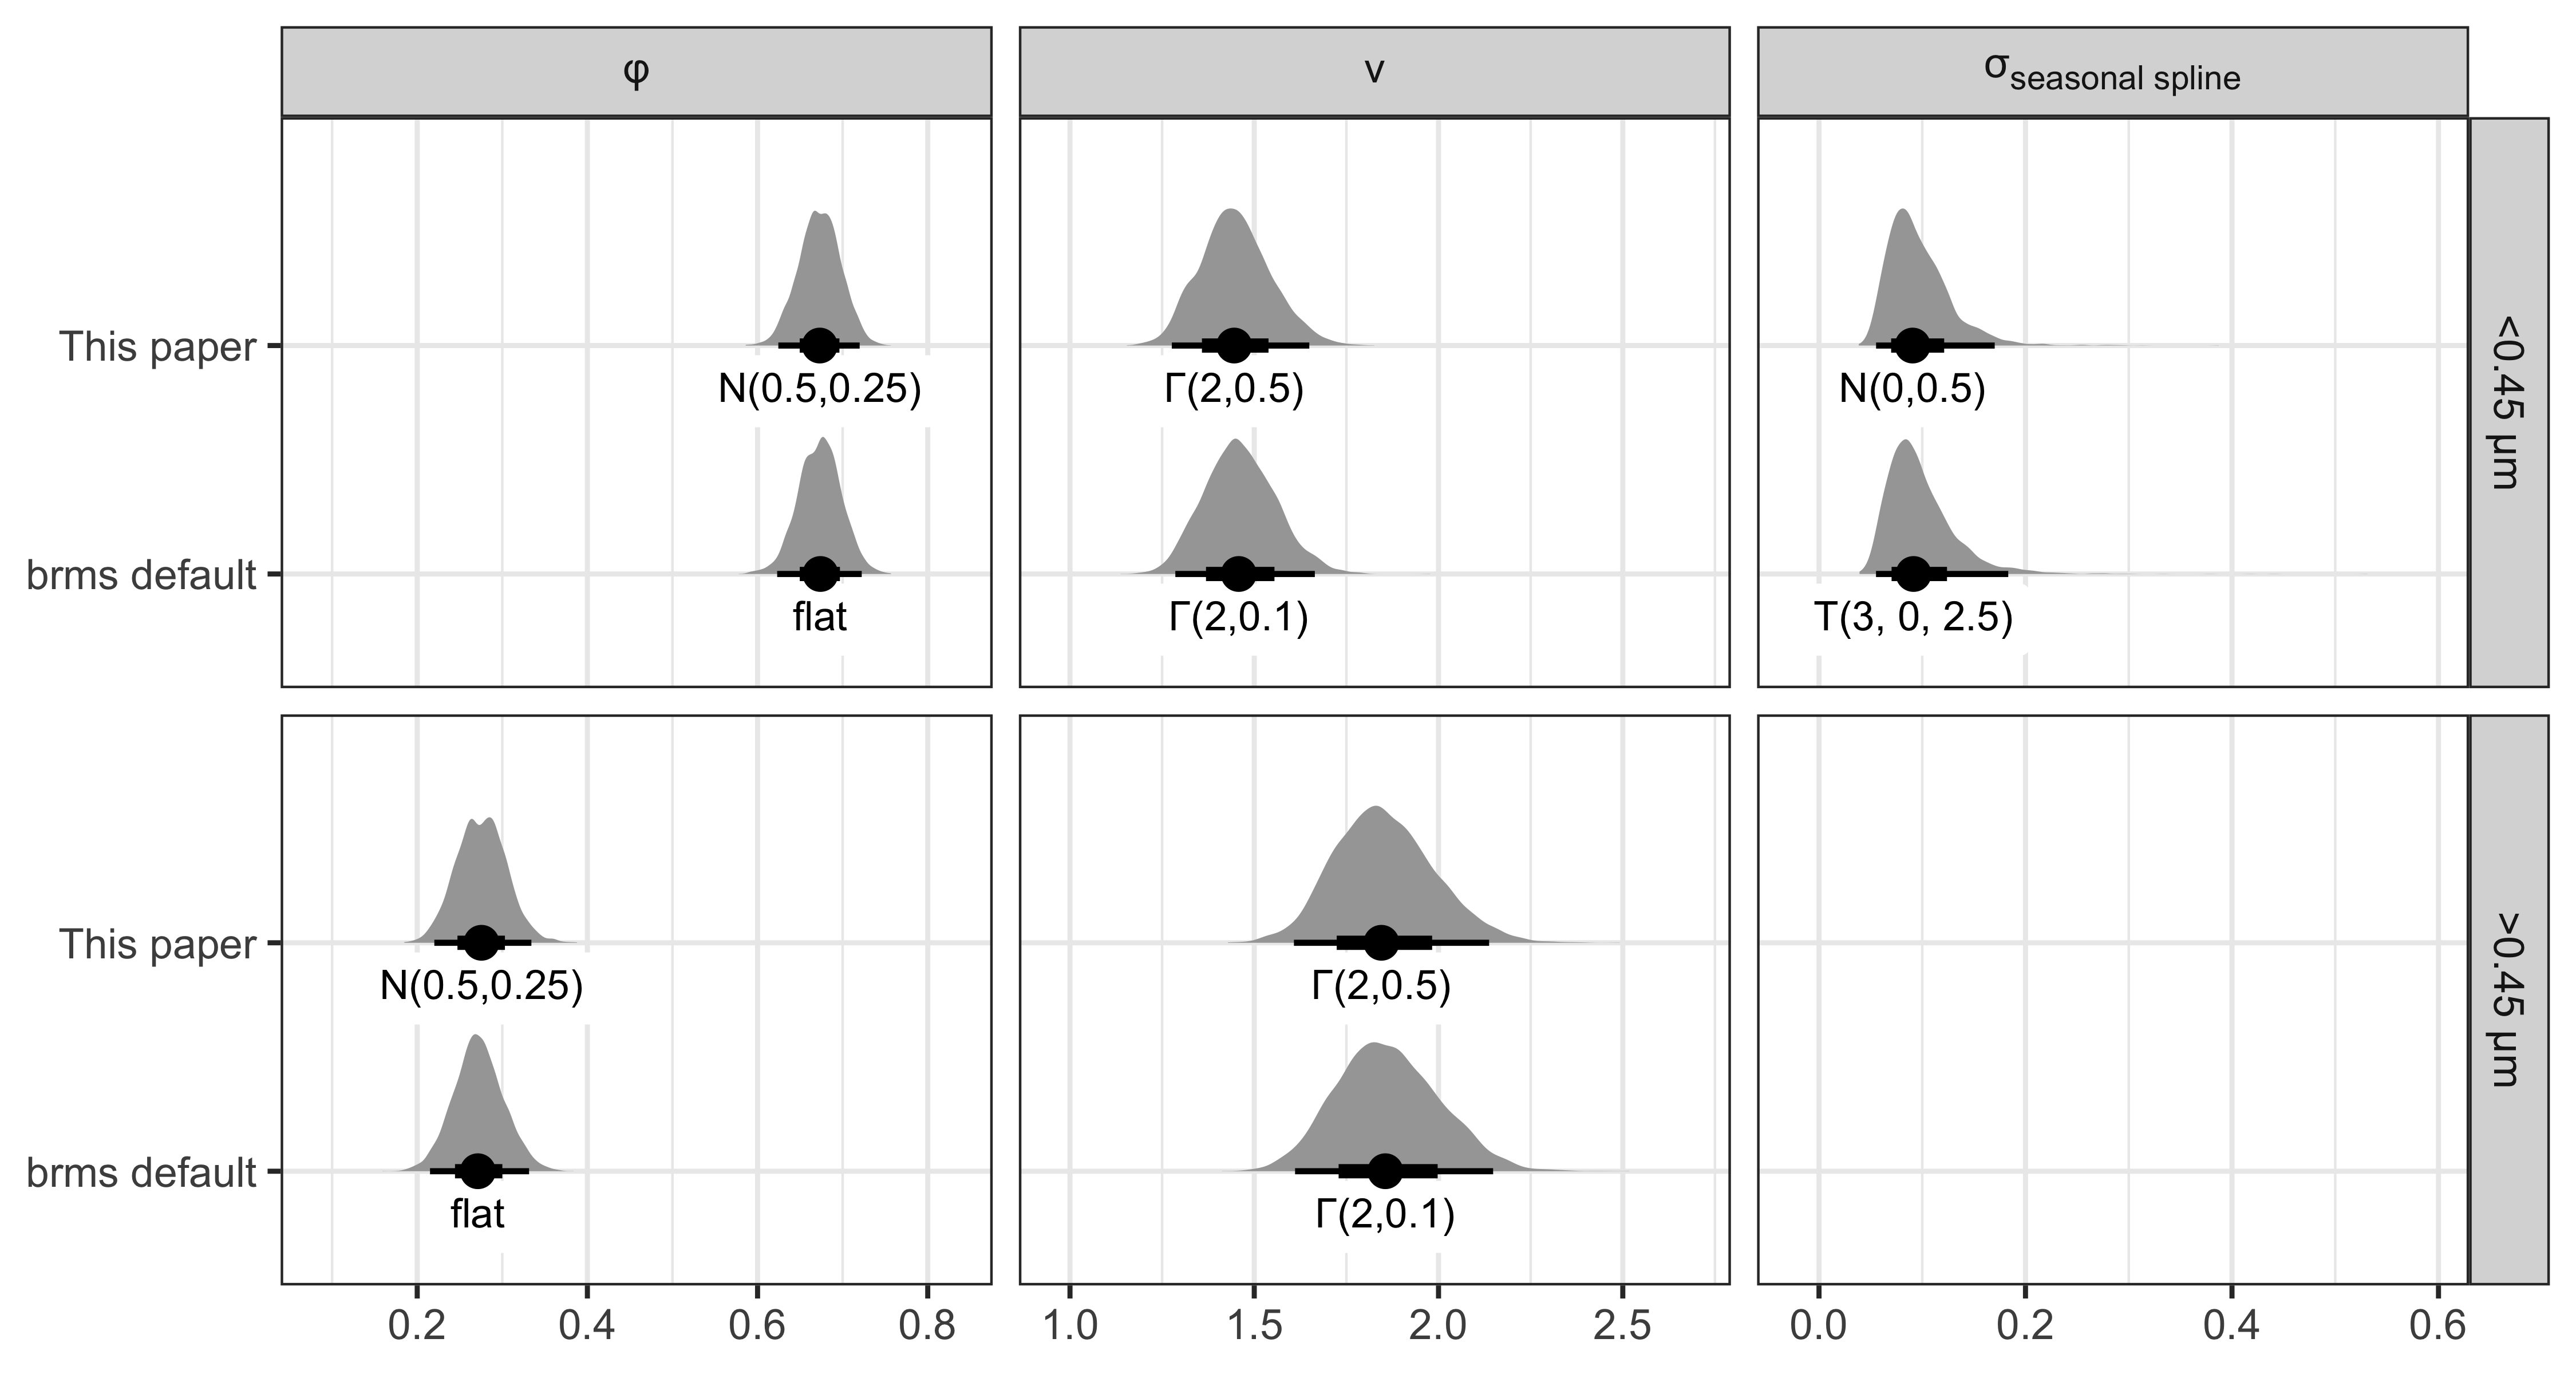 φ
ν
σseasonal spline
<0.45 µm
This paper
N(0.5,0.25)
Γ(2,0.5)
N(0,0.5)
brms default
flat
Γ(2,0.1)
T(3, 0, 2.5)
>0.45 µm
This paper
N(0.5,0.25)
Γ(2,0.5)
brms default
flat
Γ(2,0.1)
0.2 0.4 0.6 0.8 1.0 1.5 2.0 2.5 0.0 0.2 0.4 0.6